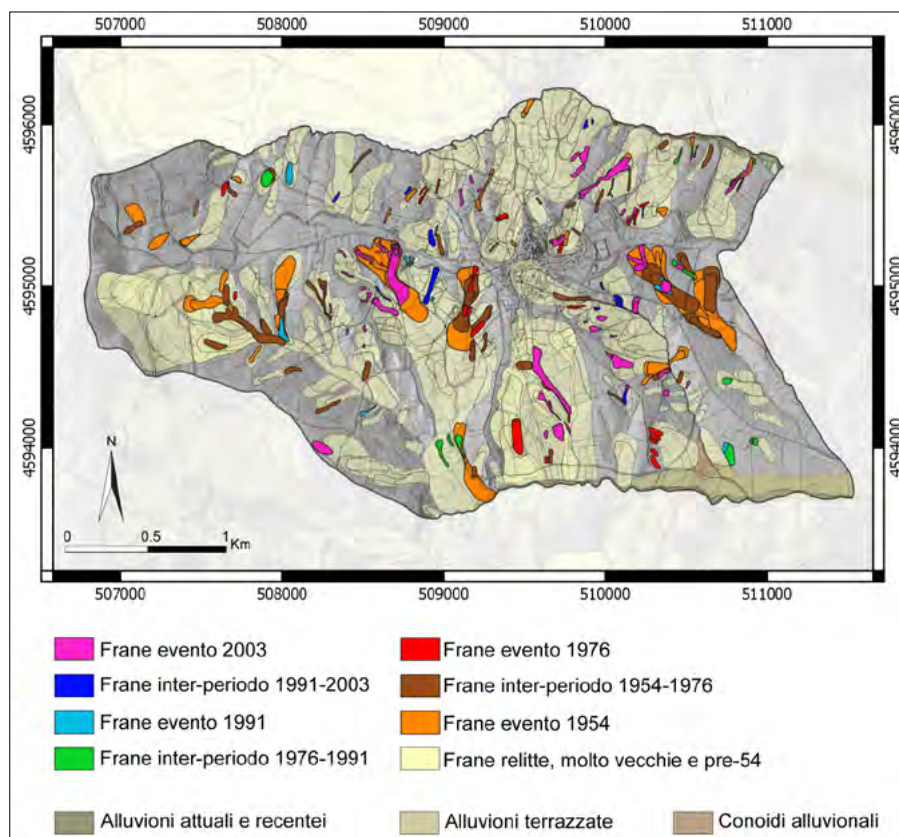 507000 508000 509000 510000 511000
4596000 4596000
4595000 4595000
4594000 4594000
N
0 0.5 1
Km
507000 508000 509000 510000 511000
Frane evento 2003 Frane evento 1976
Frane inter-periodo 1991-2003 Frane inter-periodo 1954-1976
Frane evento 1991 Frane evento 1954
Frane inter-periodo 1976-1991 Frane relitte, molto vecchie e pre-54
Alluvioni attuali e recentei Alluvioni terrazzate Conoidi alluvionali